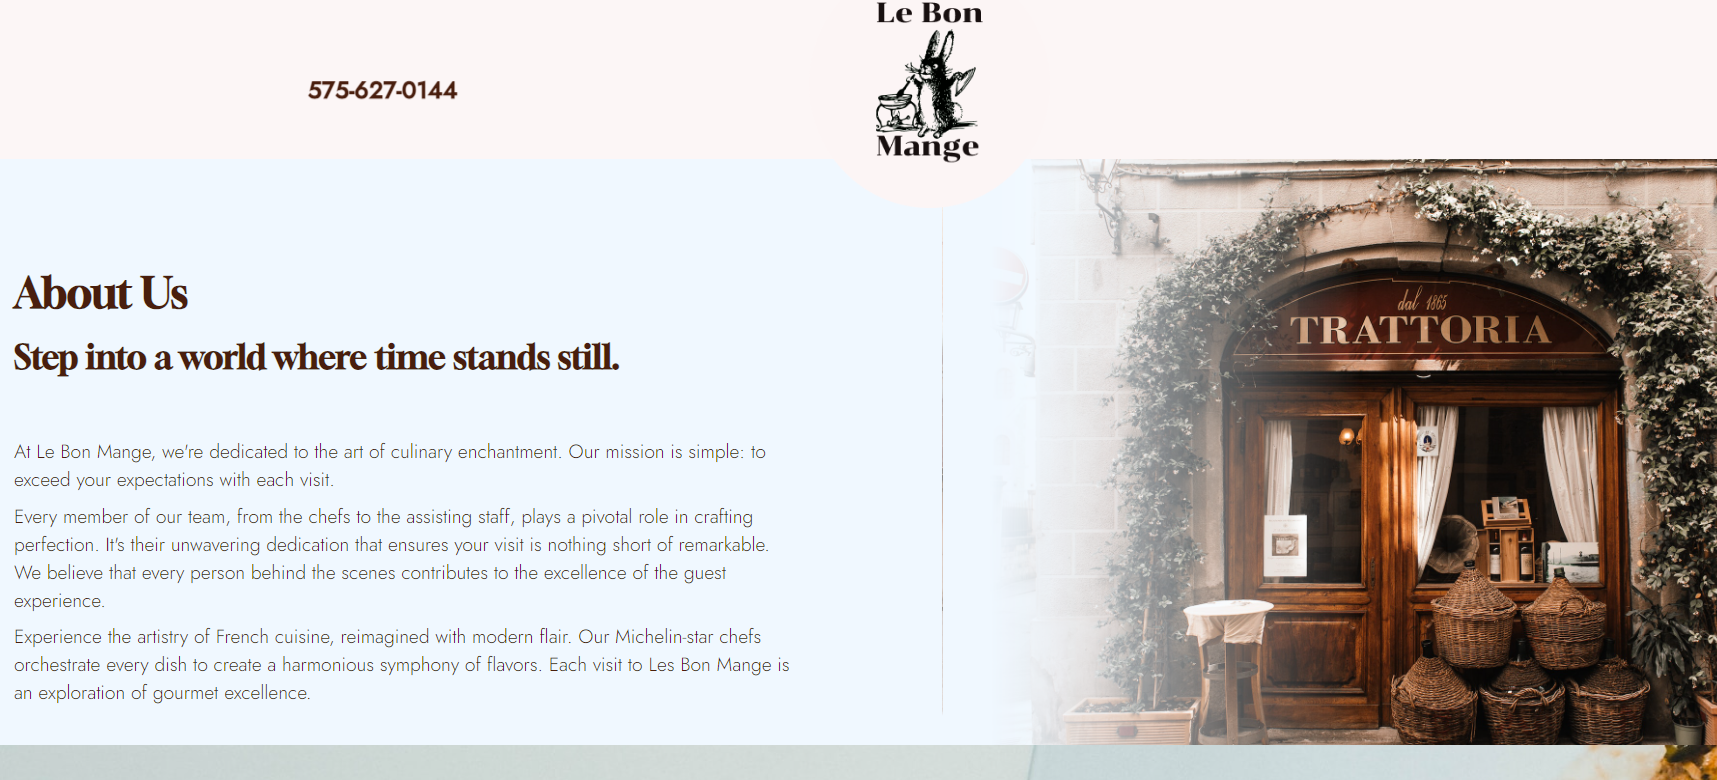 Le Bon
Mange
575-627-0144
About Us
Step into a world where time stands still.
At Le Bon Mange, we're dedicated to the art of culinary enchantment. Our mission is simple: to
exceed your expectations with each visit.
Every member of our team, from the chefs to the assisting staff, plays a pivotal role in crafting
perfection. It's their unwavering dedication that ensures your visit is nothing short of remarkable.
We believe that every person behind the scenes contributes to the excellence of the guest
experience.
Experience the artistry of French cuisine, reimagined with modern flair. Our Michelin-star chefs
orchestrate every dish to create a harmonious symphony of flavors. Each visit to Les Bon Mange is
an exploration of gourmet excellence.
dal 1865
TRATTORIA